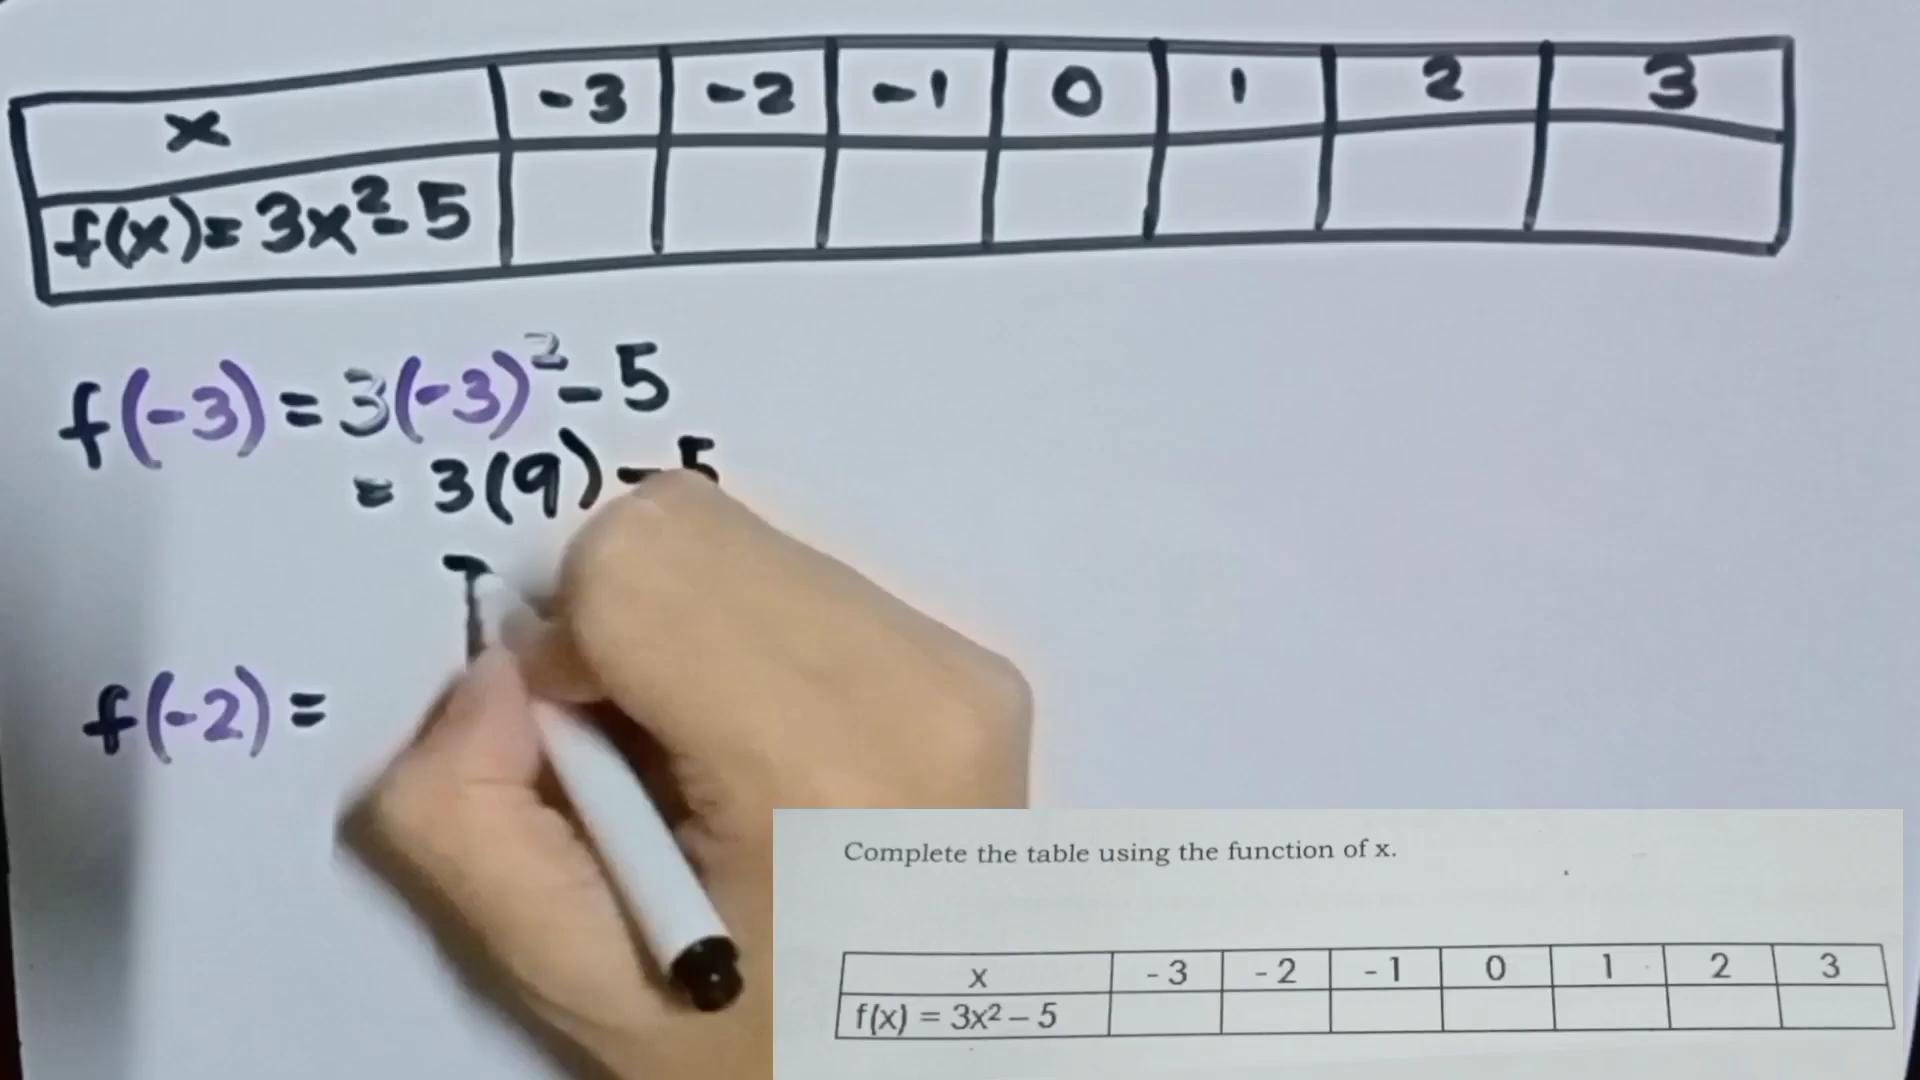 x -3 -2 -1 0 1 2 3
f(x)= 3x²-5
f(-3) = 3(-3)² - 5
= 3(9) - 5
f(-2) =
Complete the table using the function of x.
x -3 -2 -1 0 1 2 3
f(x) = 3x² – 5